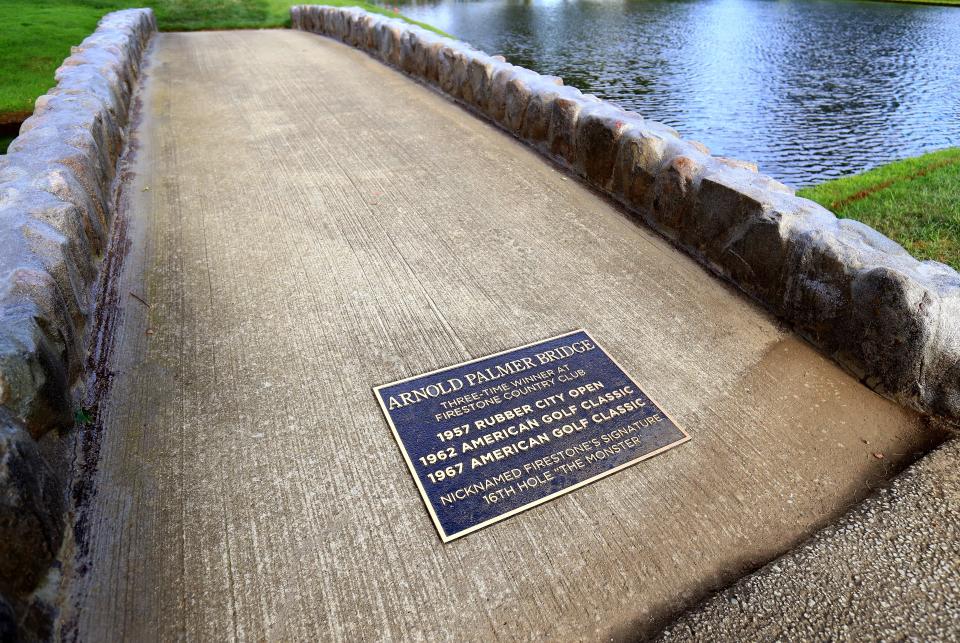 ARNOLD PALMER BRIDGE
THREE-TIME WINNER AT
FIRESTONE COUNTRY CLUB
1957 RUBBER CITY OPEN
1962 AMERICAN GOLF CLASSIC
1967 AMERICAN GOLF CLASSIC
NICKNAMED FIRESTONE'S SIGNATURE
16TH HOLE "THE MONSTER"